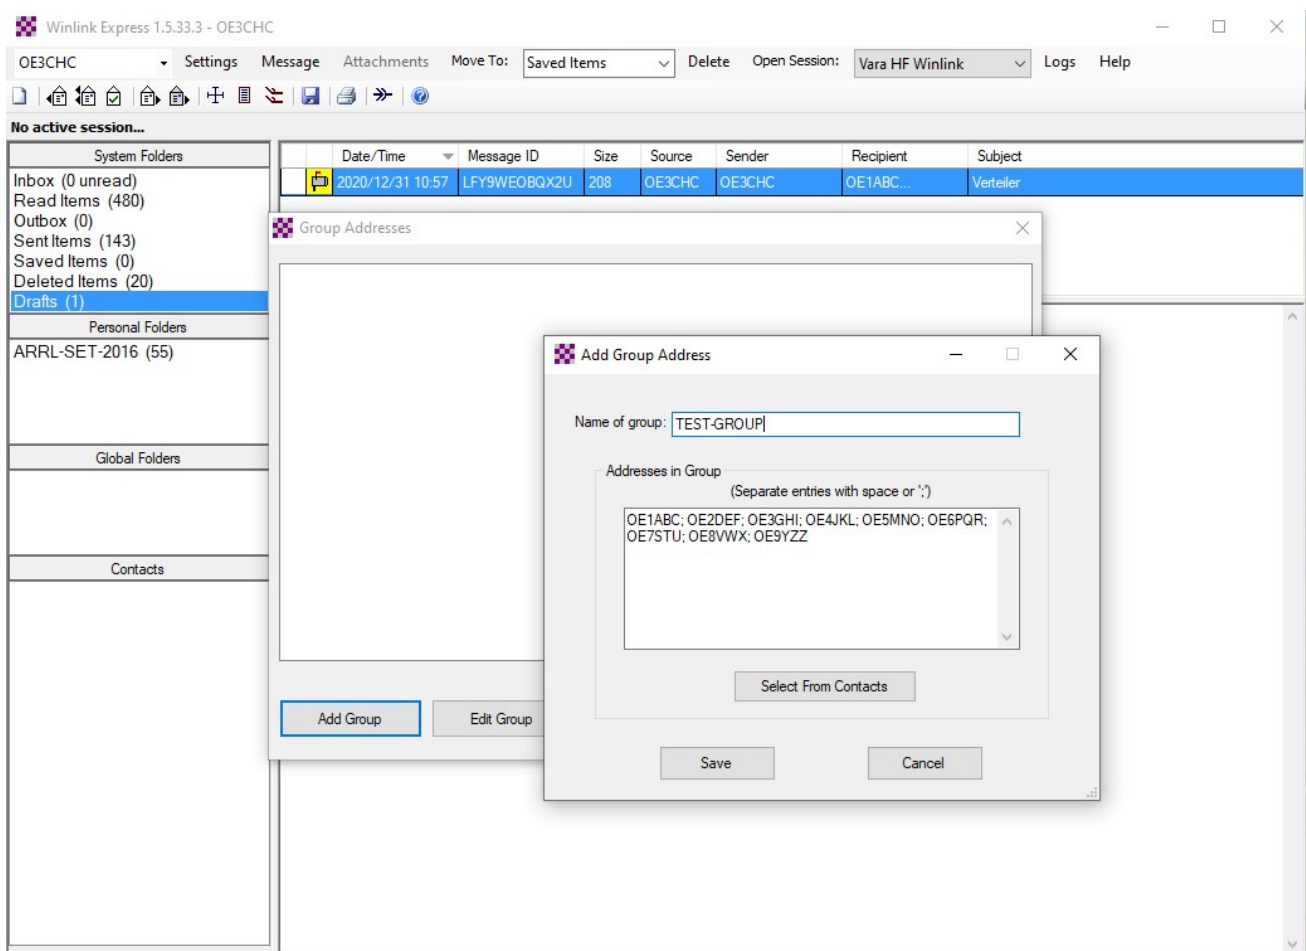 Winlink Express 1.5.33.3 - OE3CHC
OE3CHC Settings Message Attachments Move To: Saved Items Delete Open Session: Vara HF Winlink Logs Help
No active session...
System Folders
Inbox (0 unread)
Read Items (480)
Outbox (0)
Sent Items (143)
Saved Items (0)
Deleted Items (20)
Drafts (1)
Personal Folders
ARRL-SET-2016 (55)
Global Folders
Contacts
Date/Time Message ID Size Source Sender Recipient Subject
2020/12/31 10:57 LFY9WEOBQX2U 208 OE3CHC OE3CHC OE1ABC... Verteiler
Group Addresses
Add Group Edit Group
Add Group Address
Name of group: TEST-GROUP
Addresses in Group
(Separate entries with space or ';')
OE1ABC; OE2DEF; OE3GHI; OE4JKL; OE5MNO; OE6PQR;
OE7STU; OE8VWX; OE9YZZ
Select From Contacts
Save Cancel